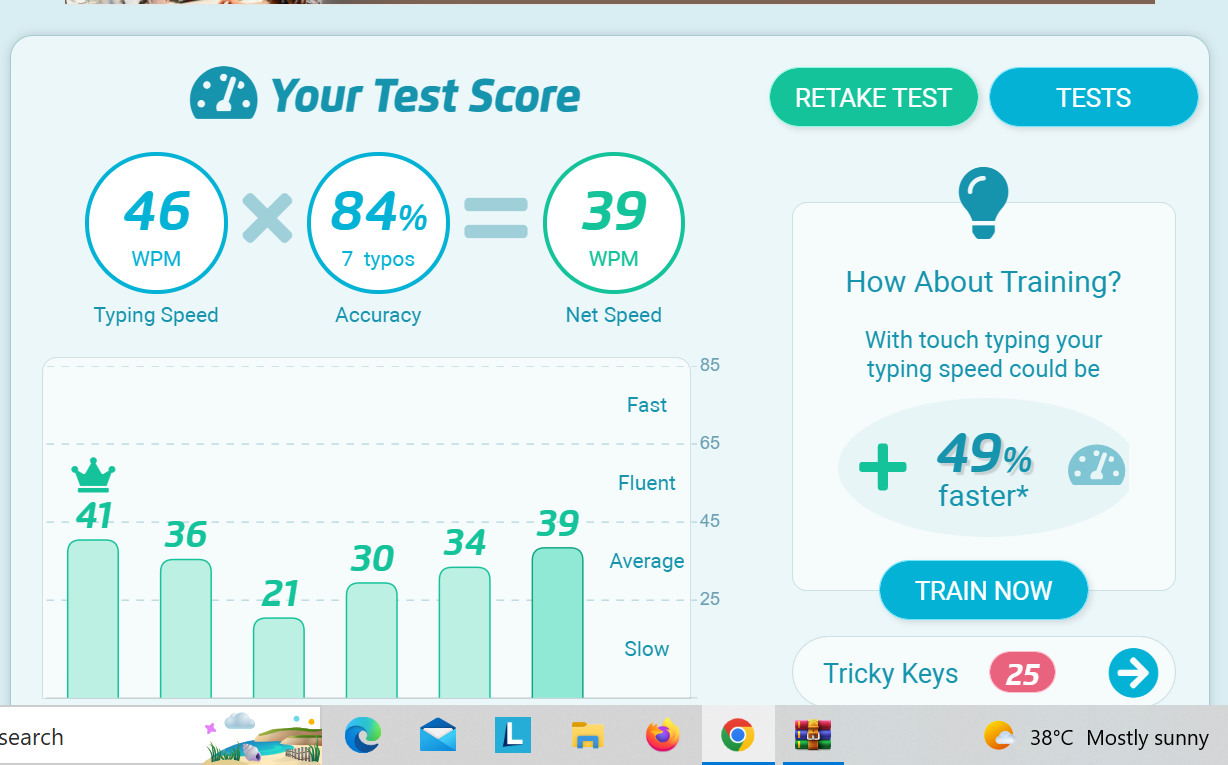 Your Test Score
RETAKE TEST
TESTS
46
WPM
Typing Speed
84%
7 typos
Accuracy
39
WPM
Net Speed
85
Fast
65
Fluent
45
Average
25
Slow
41
36
21
30
34
39
How About Training?
With touch typing your
typing speed could be
49%
faster*
TRAIN NOW
Tricky Keys 25
search
L
38°C Mostly sunny